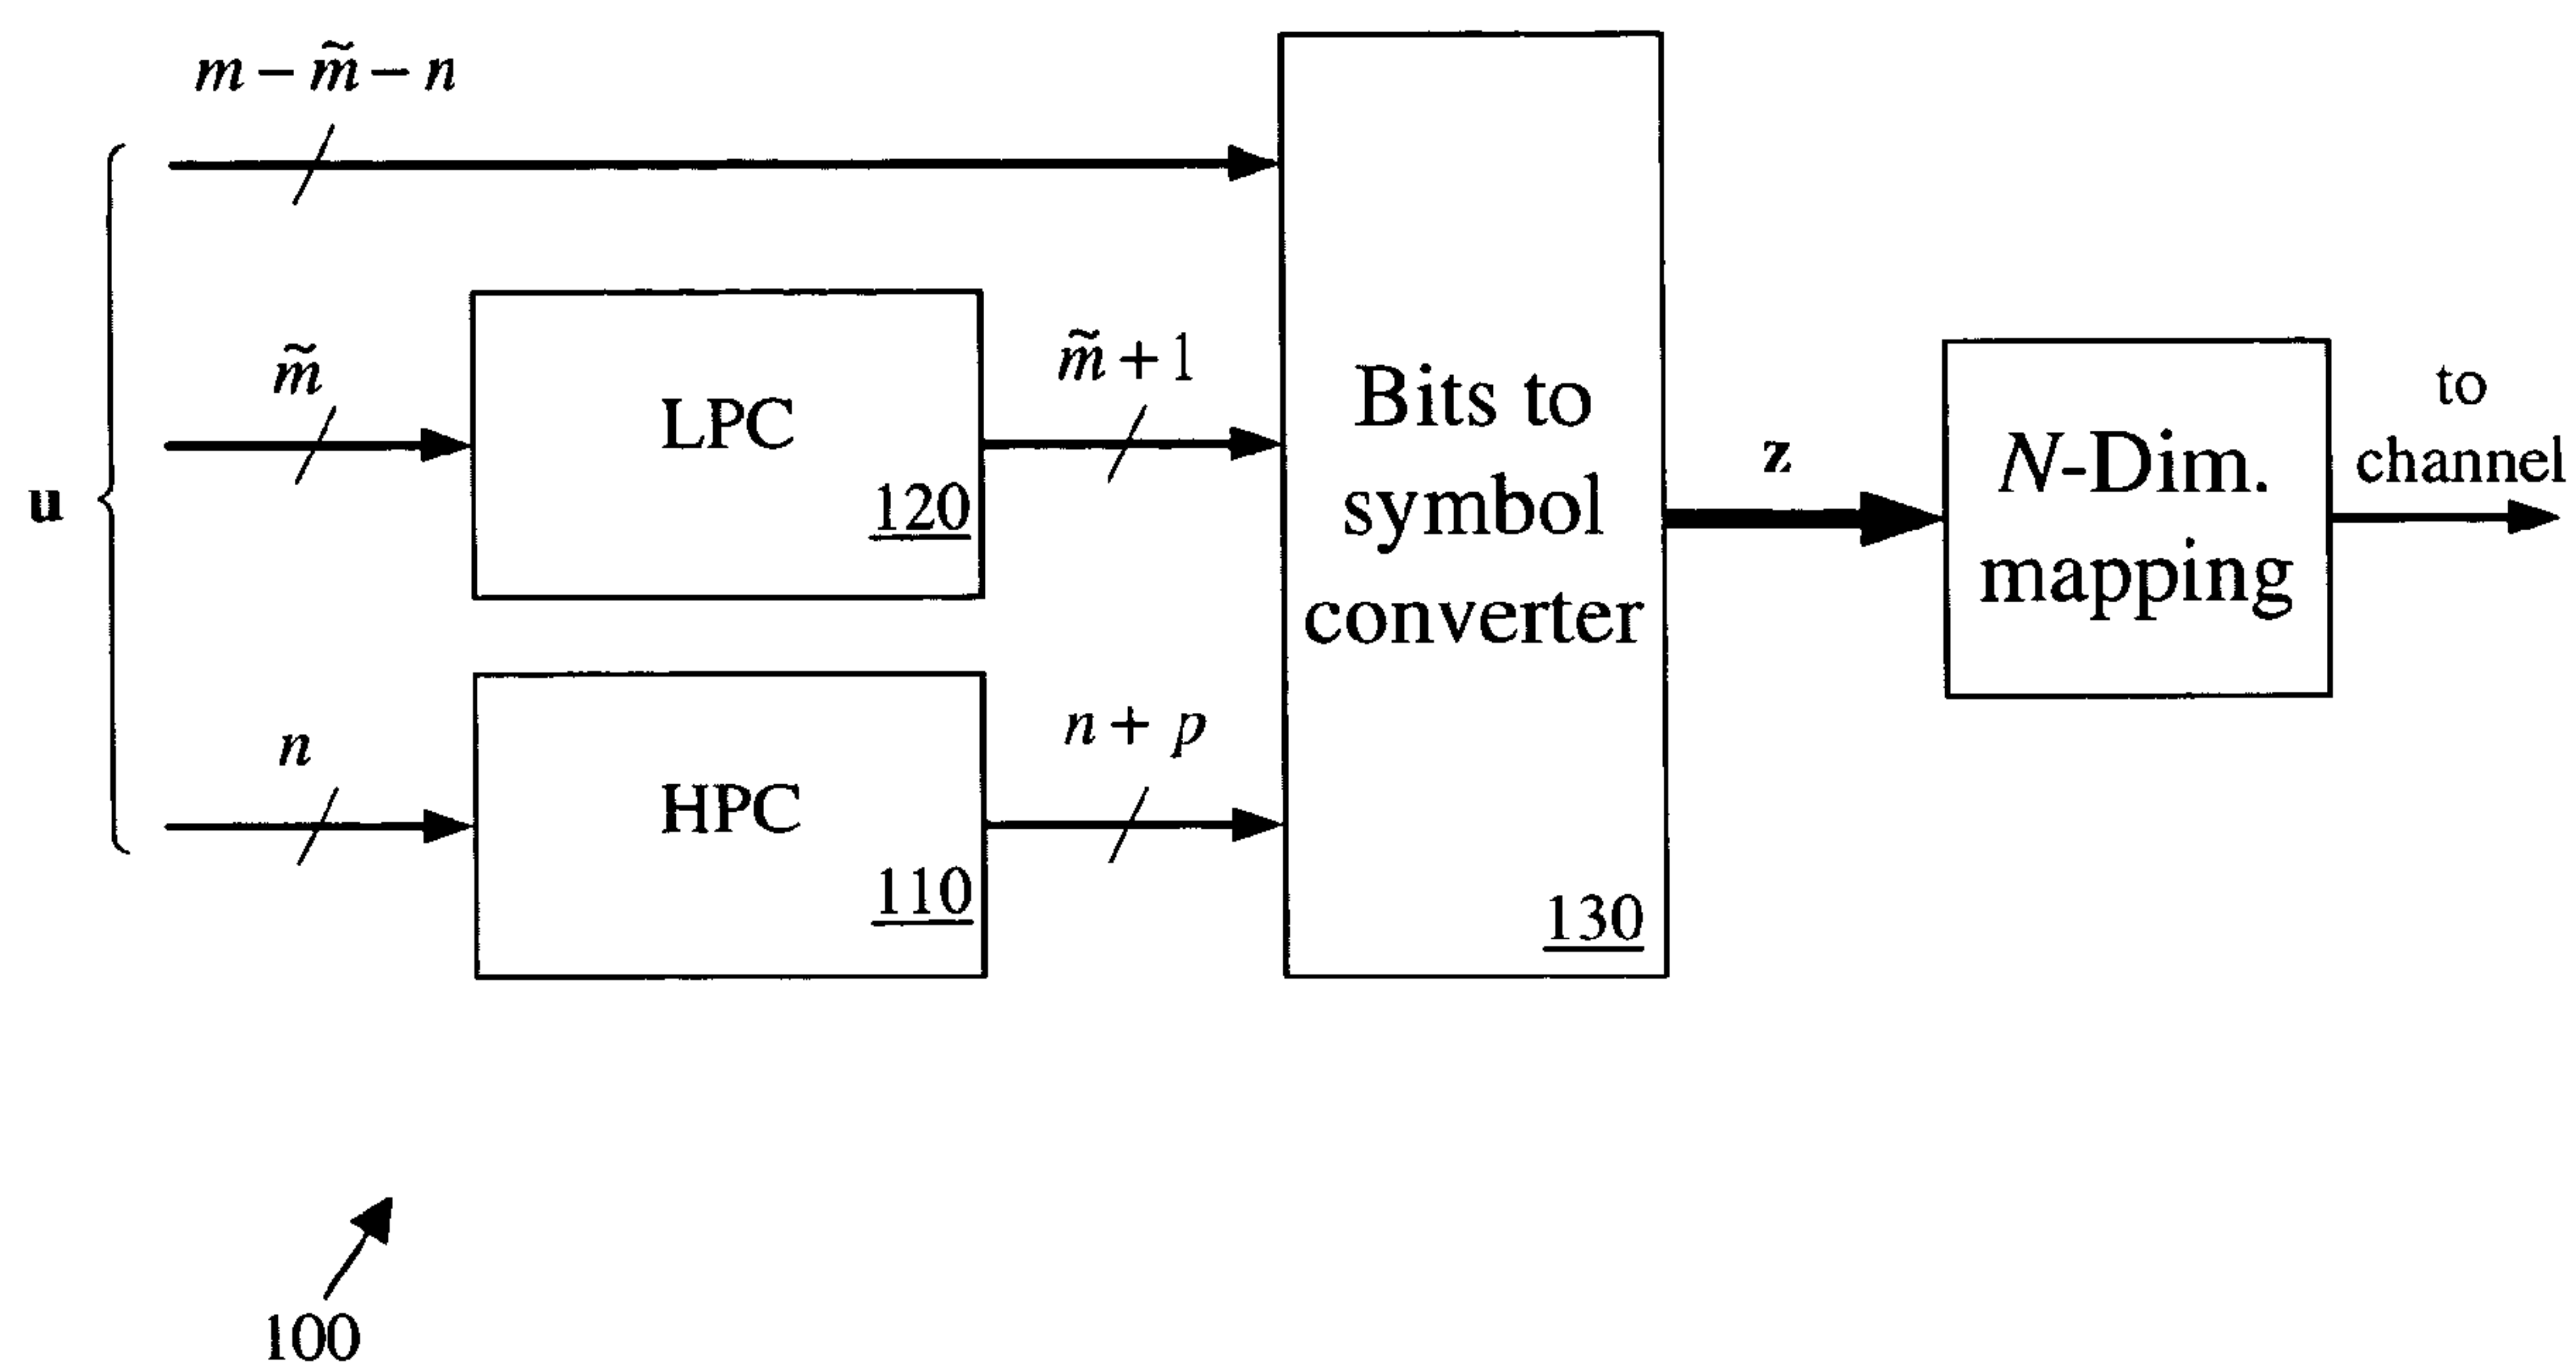 m − m̃ − n
u
m̃
LPC
120
m̃ + 1
n
HPC
110
n + p
Bits to
symbol
converter
130
z
N-Dim.
mapping
to
channel
100